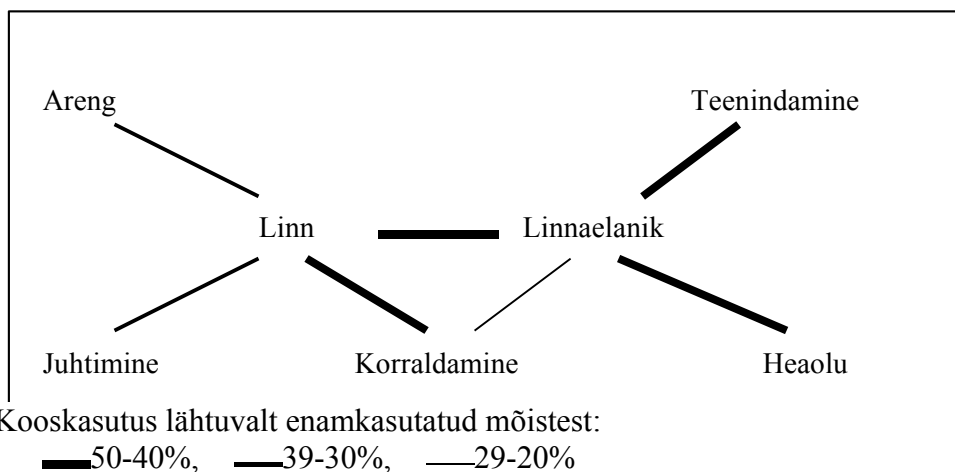 Areng Teenindamine
Linn Linnaelanik
Juhtimine Korraldamine Heaolu
Kooskasutus lähtuvalt enamkasutatud mõistest:
50-40%, 39-30%, 29-20%